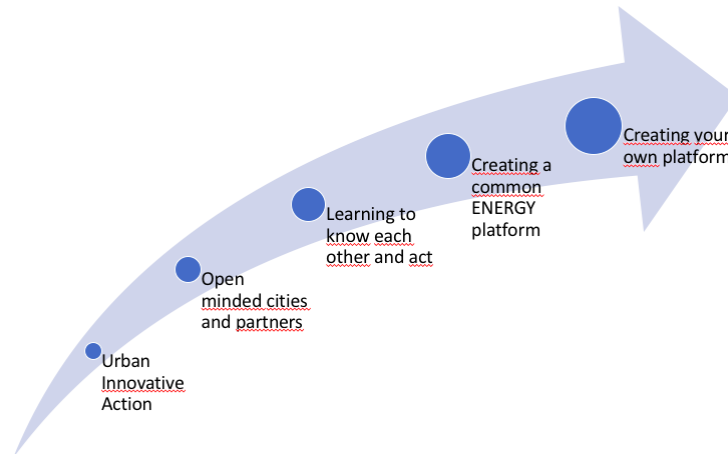 Urban
Innovative
Action
Open
minded cities
and partners
Learning to
know each
other and act
Creating a
common
ENERGY
platform
Creating your
own platform